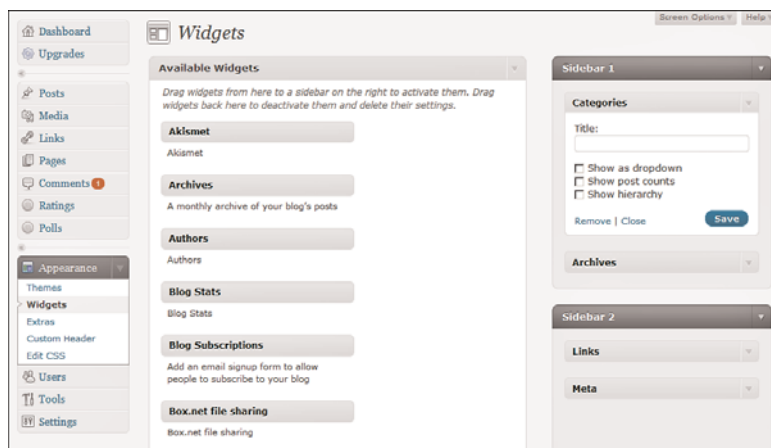 Screen Options
Help
Dashboard
Upgrades
Posts
Media
Links
Pages
Comments 1
Ratings
Polls
Appearance
Themes
Widgets
Extras
Custom Header
Edit CSS
Users
Tools
Settings
Widgets
Available Widgets
Drag widgets from here to a sidebar on the right to activate them. Drag
widgets back here to deactivate them and delete their settings.
Akismet
Akismet
Archives
A monthly archive of your blog's posts
Authors
Authors
Blog Stats
Blog Stats
Blog Subscriptions
Add an email signup form to allow
people to subscribe to your blog
Box.net file sharing
Box.net file sharing
Sidebar 1
Categories
Title:
Show as dropdown
Show post counts
Show hierarchy
Remove | Close
Save
Archives
Sidebar 2
Links
Meta